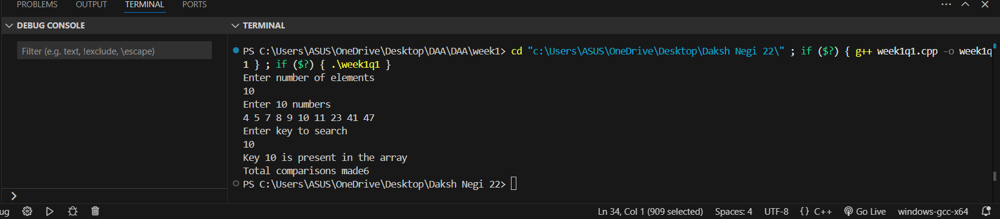 PROBLEMS OUTPUT TERMINAL PORTS
DEBUG CONSOLE
Filter (e.g. text, !exclude, \escape)
TERMINAL
PS C:\Users\ASUS\OneDrive\Desktop\DAA\DAA\week1> cd "c:\Users\ASUS\OneDrive\Desktop\Daksh Negi 22\" ; if ($?) { g++ week1q1.cpp -o week1q
1 } ; if ($?) { .\week1q1 }
Enter number of elements
10
Enter 10 numbers
4 5 7 8 9 10 11 23 41 47
Enter key to search
10
Key 10 is present in the array
Total comparisons made6
PS C:\Users\ASUS\OneDrive\Desktop\Daksh Negi 22>
ug Ln 34, Col 1 (909 selected) Spaces: 4 UTF-8 {} C++ Go Live windows-gcc-x64